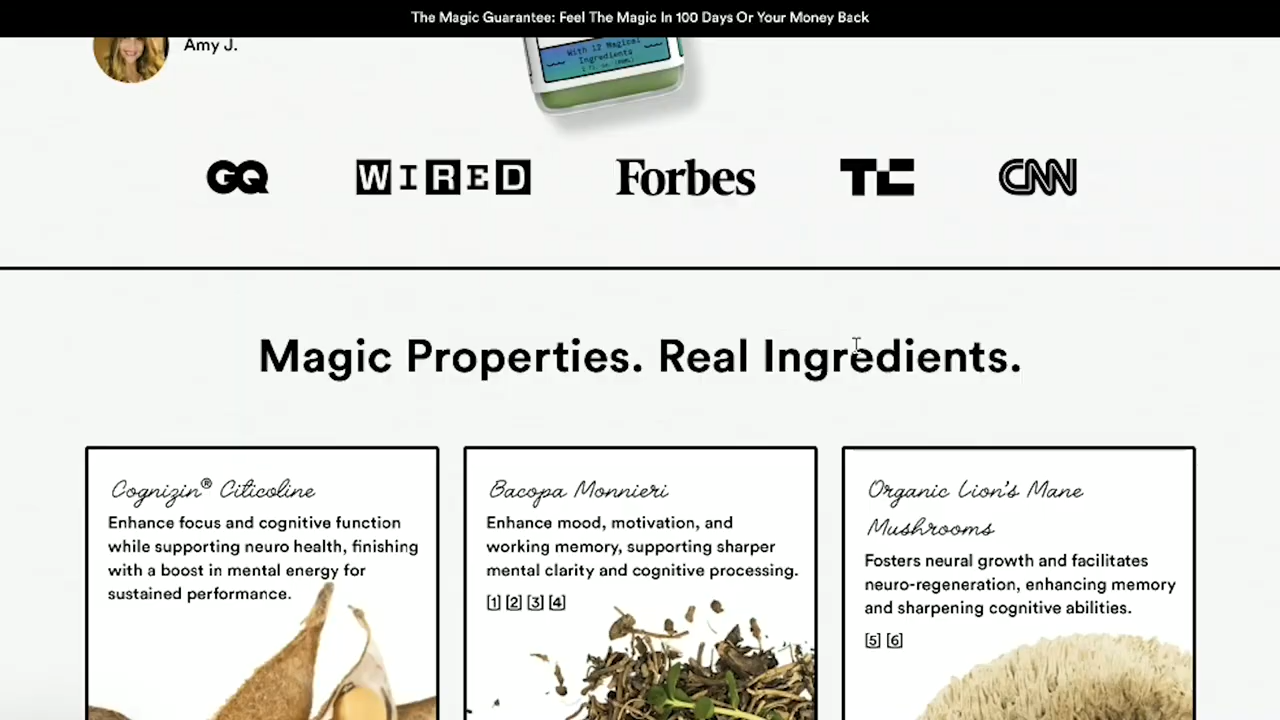 The Magic Guarantee: Feel The Magic In 100 Days Or Your Money Back
Amy J.
With 12 Magical
Ingredients
GQ
WIRED
Forbes
TC
CNN
Magic Properties. Real Ingredients.
Cognizin® Citicoline
Enhance focus and cognitive function
while supporting neuro health, finishing
with a boost in mental energy for
sustained performance.
Bacopa Monnieri
Enhance mood, motivation, and
working memory, supporting sharper
mental clarity and cognitive processing.
[1] [2] [3] [4]
Organic Lion's Mane
Mushrooms
Fosters neural growth and facilitates
neuro-regeneration, enhancing memory
and sharpening cognitive abilities.
[5] [6]